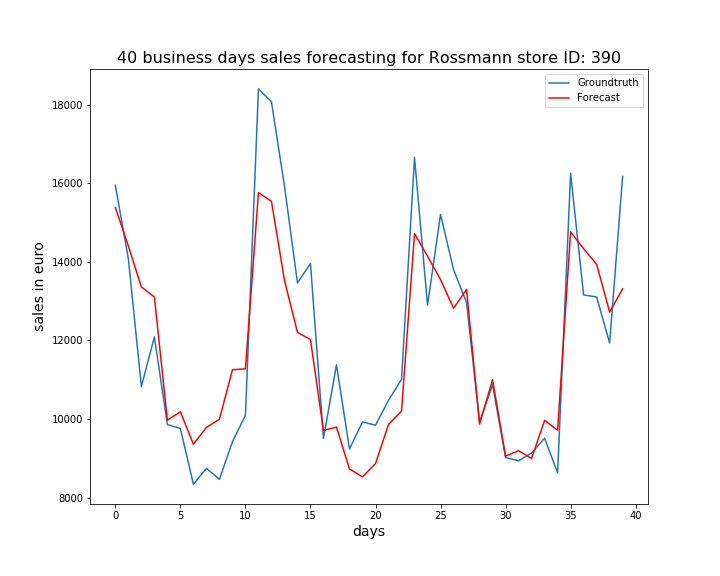 40 business days sales forecasting for Rossmann store ID: 390
Groundtruth
Forecast
18000
16000
14000
12000
10000
8000
sales in euro
0 5 10 15 20 25 30 35 40
days